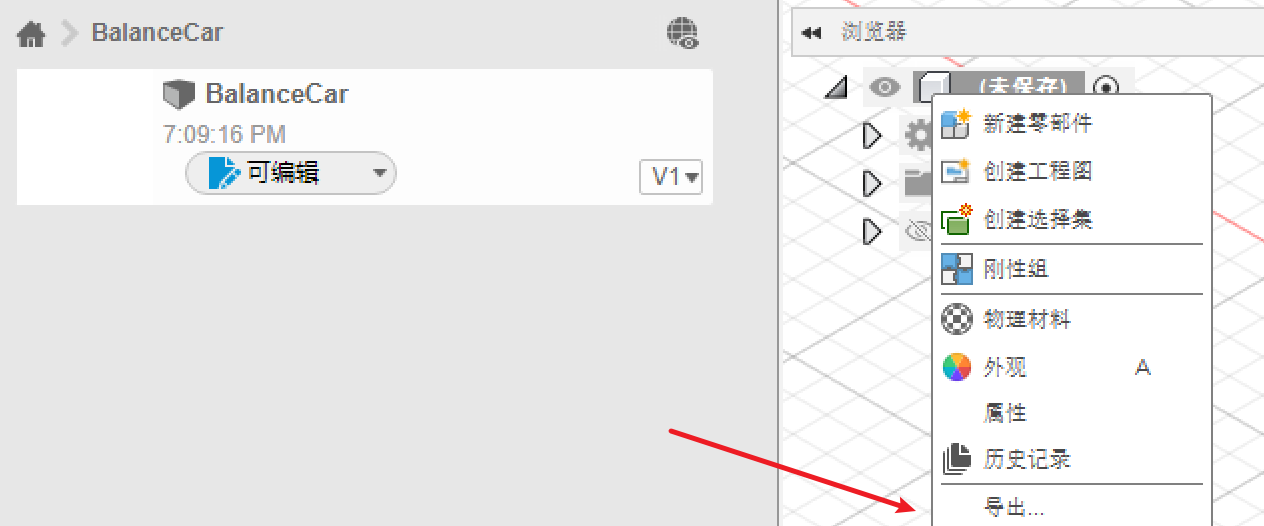 BalanceCar
BalanceCar
7:09:16 PM
可编辑
V1
浏览器
(未保存)
新建零部件
创建工程图
创建选择集
刚性组
物理材料
外观 A
属性
历史记录
导出...